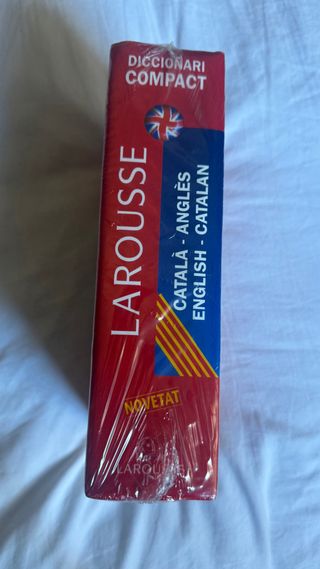 DICCIONARI
COMPACT
LAROUSSE
CATALÀ - ANGLÈS
ENGLISH - CATALAN
NOVETAT
LAROUSSE